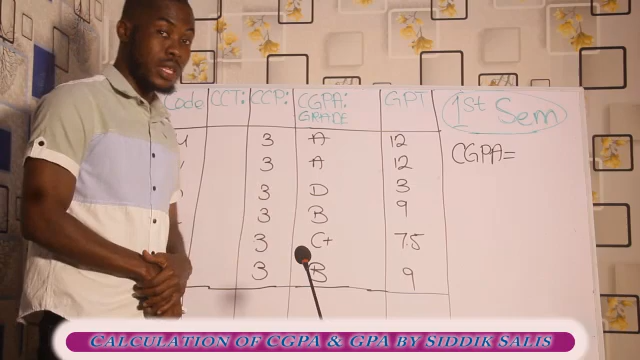 Code CCT: CCP: CGPA: GPT
GRADE
1st Sem
3 A 12
CGPA=
3 A 12
3 D 3
3 B 9
3 C+ 7.5
3 B 9
CALCULATION OF CGPA & GPA BY SIDDIK SALIS